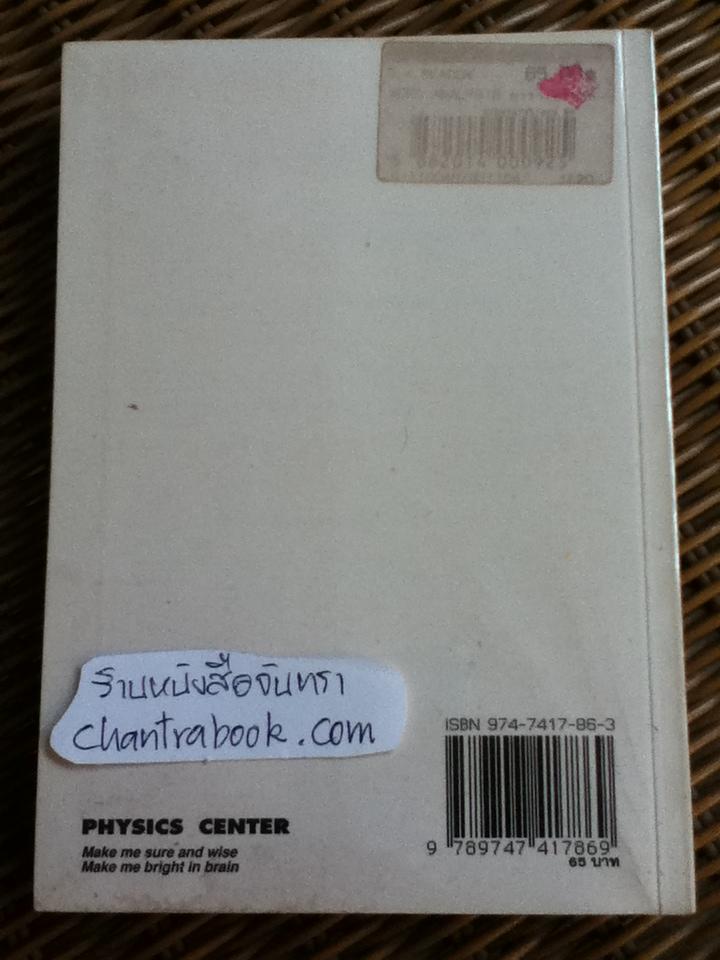 65
ร้านหนังสือจันทรา
chantrabook.com
ISBN 974-7417-86-3
9 789747 417869
65 บาท
PHYSICS CENTER
Make me sure and wise
Make me bright in brain